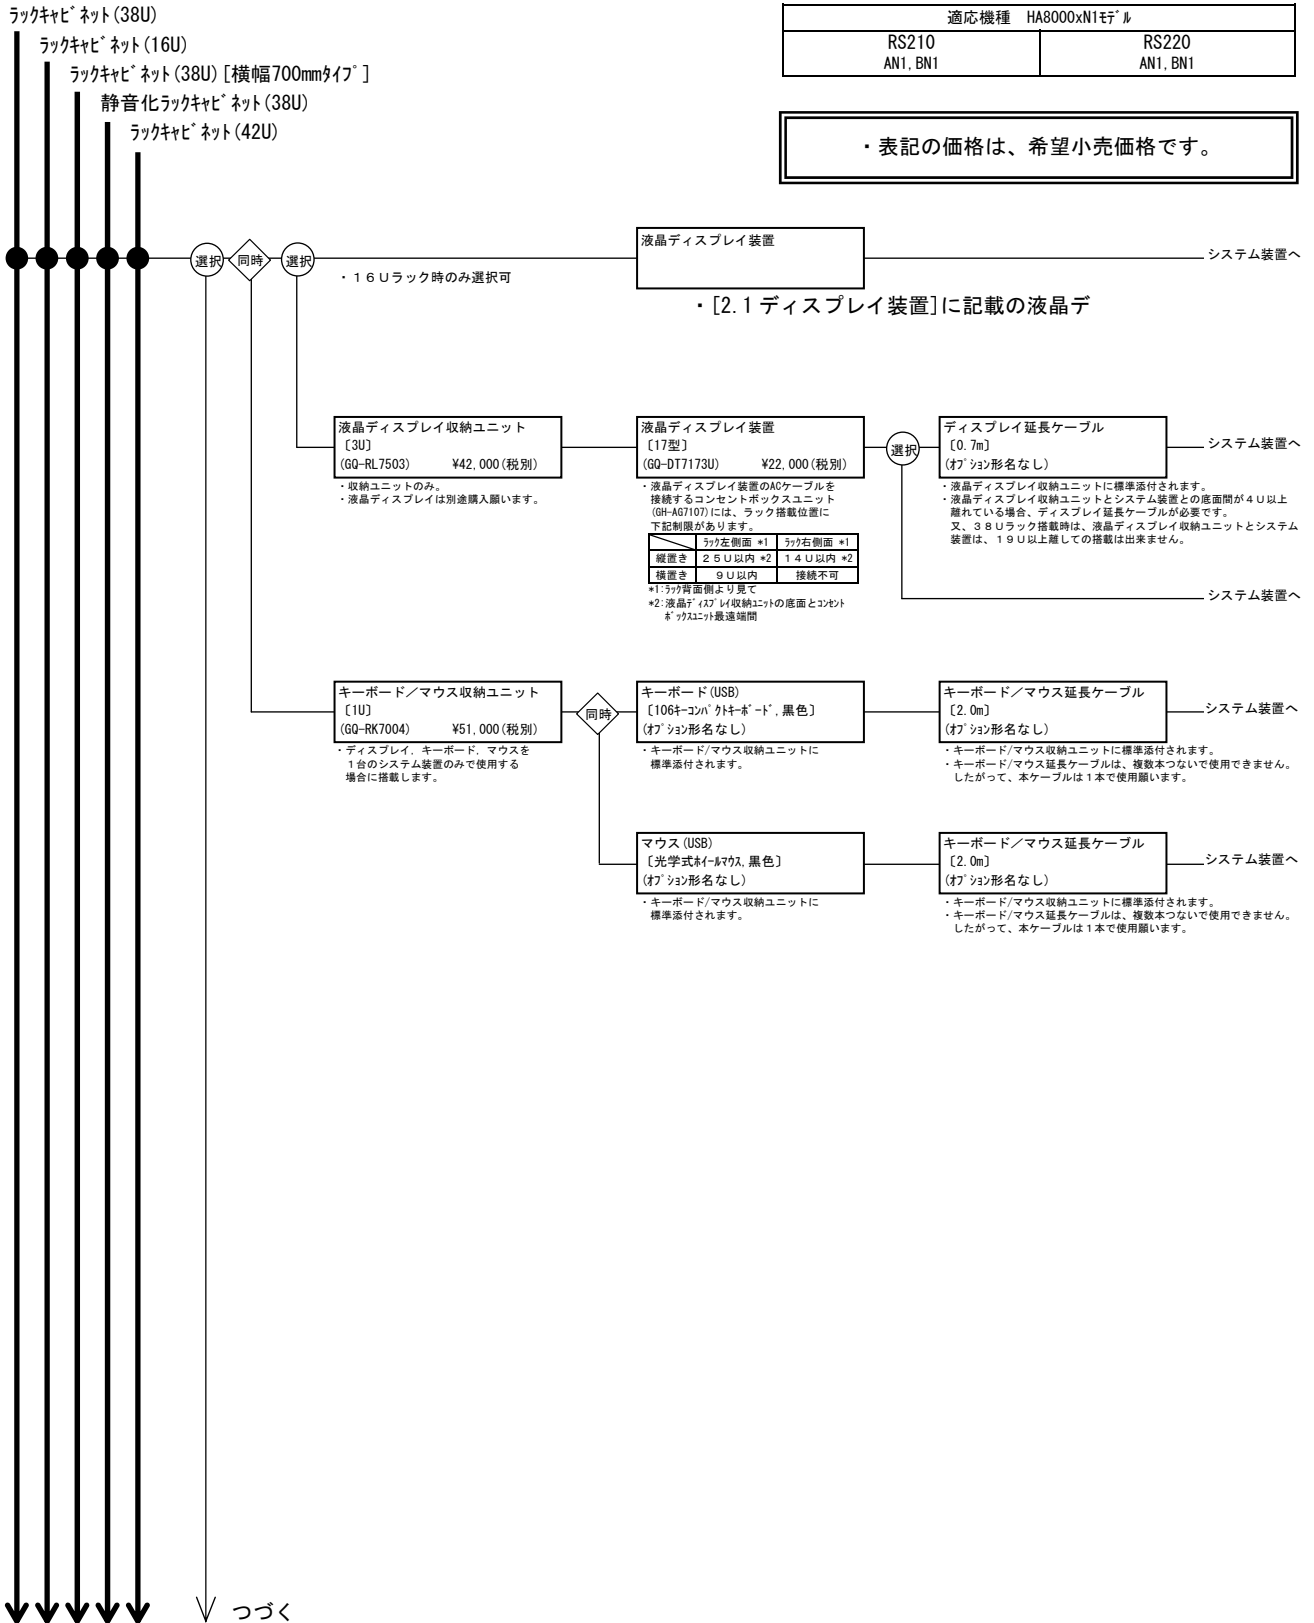 ラックキャビネット(38U)
ラックキャビネット(16U)
ラックキャビネット(38U)[横幅700mmタイプ]
静音化ラックキャビネット(38U)
ラックキャビネット(42U)
適応機種 HA8000xN1モデル
RS210 RS220
AN1, BN1 AN1, BN1
・表記の価格は、希望小売価格です。
選択 同時 選択
・16Uラック時のみ選択可
液晶ディスプレイ装置
システム装置へ
・[2.1 ディスプレイ装置]に記載の液晶デ
液晶ディスプレイ収納ユニット
〔3U〕
(GQ-RL7503) ¥42,000(税別)
・収納ユニットのみ。
・液晶ディスプレイは別途購入願います。
液晶ディスプレイ装置
〔17型〕
(GQ-DT7173U) ¥22,000(税別)
・液晶ディスプレイ装置のACケーブルを
接続するコンセントボックスユニット
(GH-AG7107)には、ラック搭載位置に
下記制限があります。
ラック左側面 *1 ラック右側面 *1
縦置き 25U以内 *2 14U以内 *2
横置き 9U以内 接続不可
*1:ラック背面側より見て
*2:液晶ディスプレイ収納ユニットの底面とコンセント
ボックスユニット最遠端間
選択
ディスプレイ延長ケーブル
〔0.7m〕
(オプション形名なし)
システム装置へ
・液晶ディスプレイ収納ユニットに標準添付されます。
・液晶ディスプレイ収納ユニットとシステム装置との底面間が4U以上
離れている場合、ディスプレイ延長ケーブルが必要です。
又、38Uラック搭載時は、液晶ディスプレイ収納ユニットとシステム
装置は、19U以上離しての搭載は出来ません。
システム装置へ
キーボード／マウス収納ユニット
〔1U〕
(GQ-RK7004) ¥51,000(税別)
・ディスプレイ, キーボード, マウスを
1台のシステム装置のみで使用する
場合に搭載します。
同時
キーボード(USB)
〔106キーコンパクトキーボード,黒色〕
(オプション形名なし)
・キーボード/マウス収納ユニットに
標準添付されます。
キーボード／マウス延長ケーブル
〔2.0m〕
(オプション形名なし)
システム装置へ
・キーボード/マウス収納ユニットに標準添付されます。
・キーボード/マウス延長ケーブルは、複数本つないで使用できません。
したがって、本ケーブルは1本で使用願います。
マウス(USB)
〔光学式ホイールマウス,黒色〕
(オプション形名なし)
・キーボード/マウス収納ユニットに
標準添付されます。
キーボード／マウス延長ケーブル
〔2.0m〕
(オプション形名なし)
システム装置へ
・キーボード/マウス収納ユニットに標準添付されます。
・キーボード/マウス延長ケーブルは、複数本つないで使用できません。
したがって、本ケーブルは1本で使用願います。
つづく